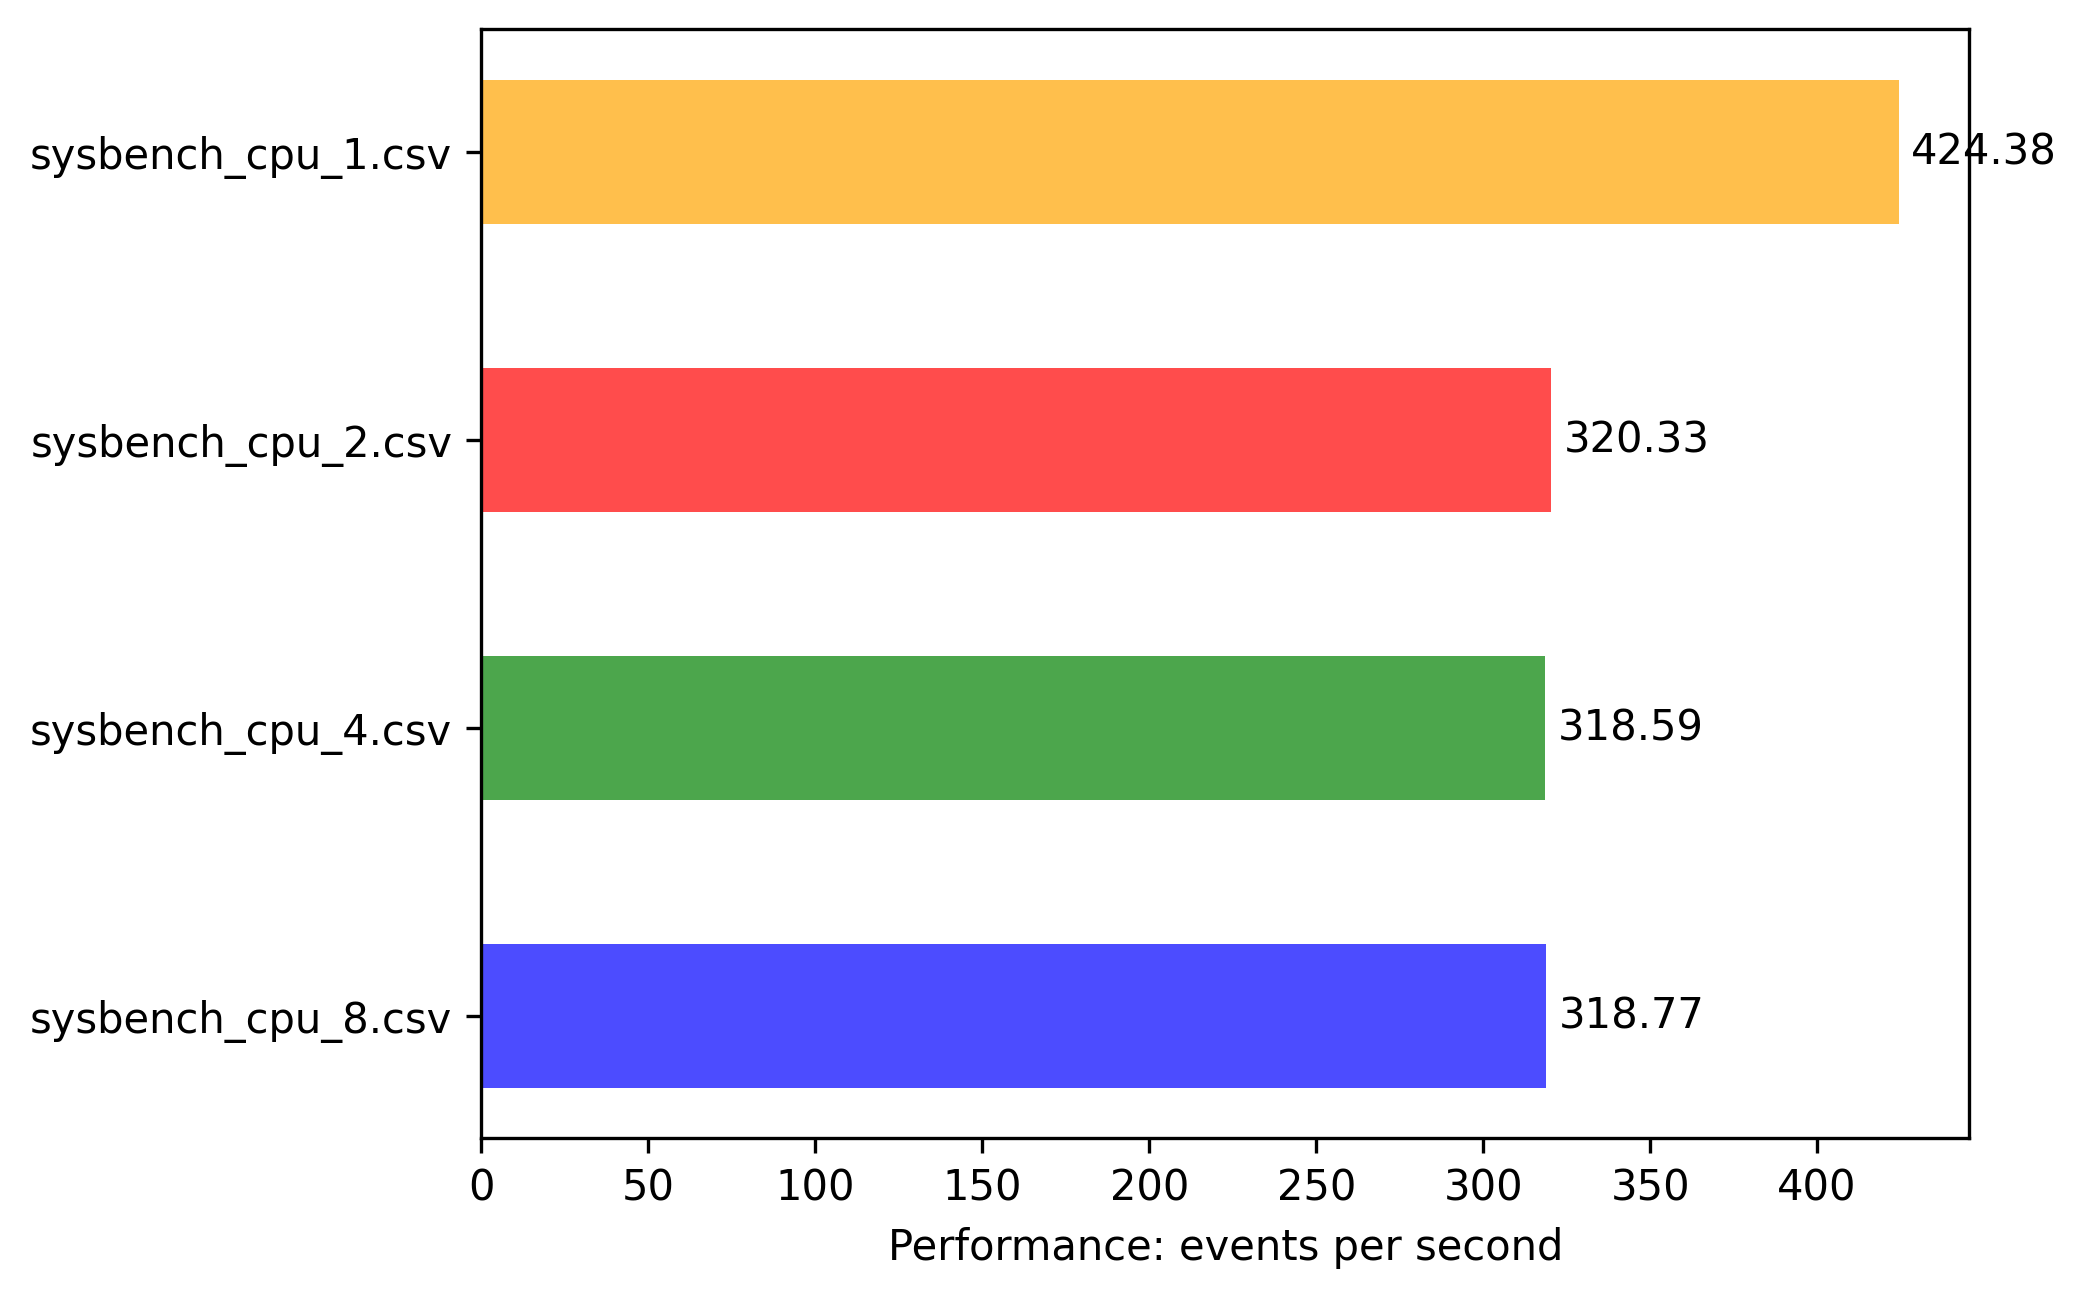 sysbench_cpu_1.csv
424.38
sysbench_cpu_2.csv
320.33
sysbench_cpu_4.csv
318.59
sysbench_cpu_8.csv
318.77
0 50 100 150 200 250 300 350 400
Performance: events per second